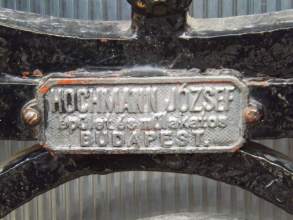 HOCHMANN JÓZSEF
épület és műlakatos
BUDAPEST.